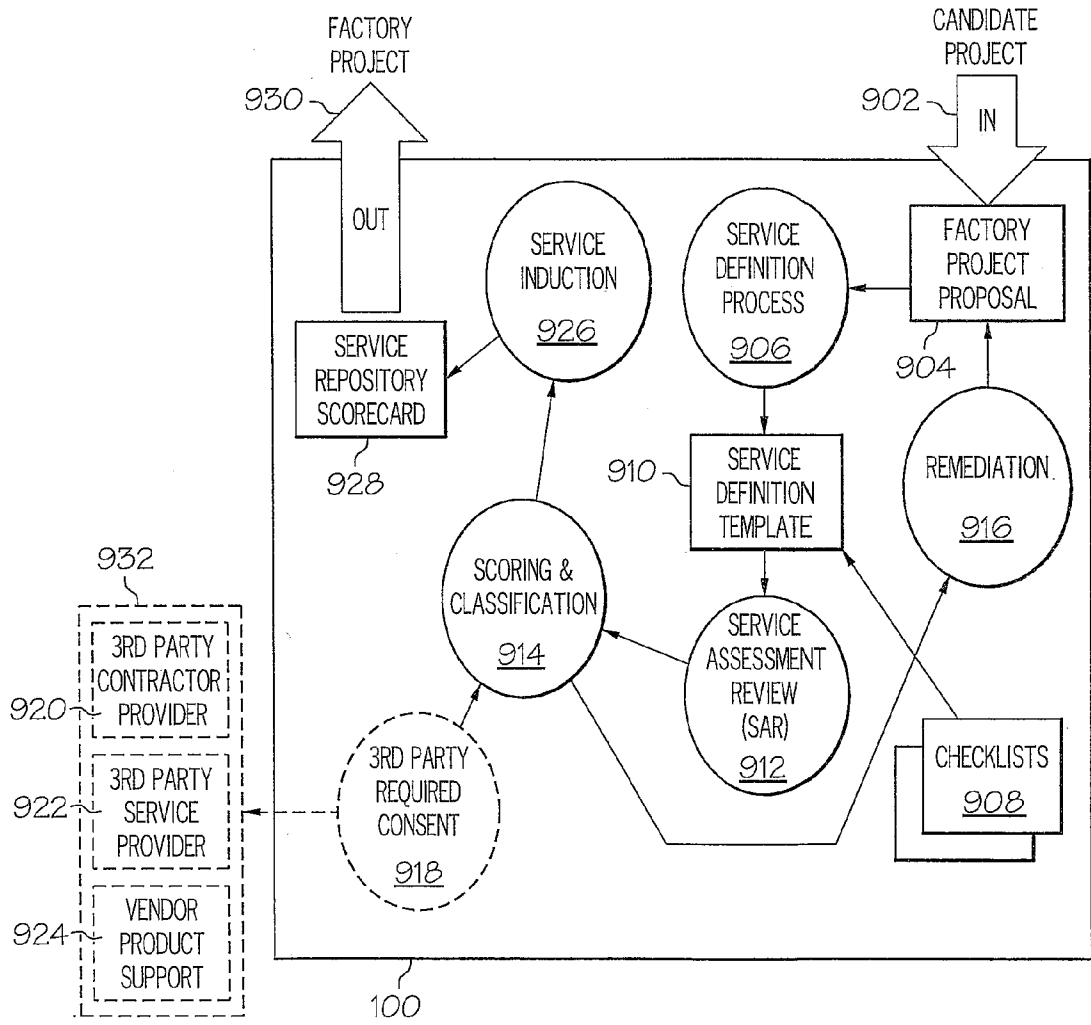 FACTORY
PROJECT
930
OUT
CANDIDATE
PROJECT
902
IN
SERVICE
INDUCTION
926
SERVICE
DEFINITION
PROCESS
906
FACTORY
PROJECT
PROPOSAL
904
SERVICE
REPOSITORY
SCORECARD
928
910
SERVICE
DEFINITION
TEMPLATE
REMEDIATION
916
SCORING &
CLASSIFICATION
914
SERVICE
ASSESSMENT
REVIEW
(SAR)
912
CHECKLISTS
908
932
3RD PARTY
CONTRACTOR
PROVIDER
920
3RD PARTY
SERVICE
PROVIDER
922
VENDOR
PRODUCT
SUPPORT
924
3RD PARTY
REQUIRED
CONSENT
918
100